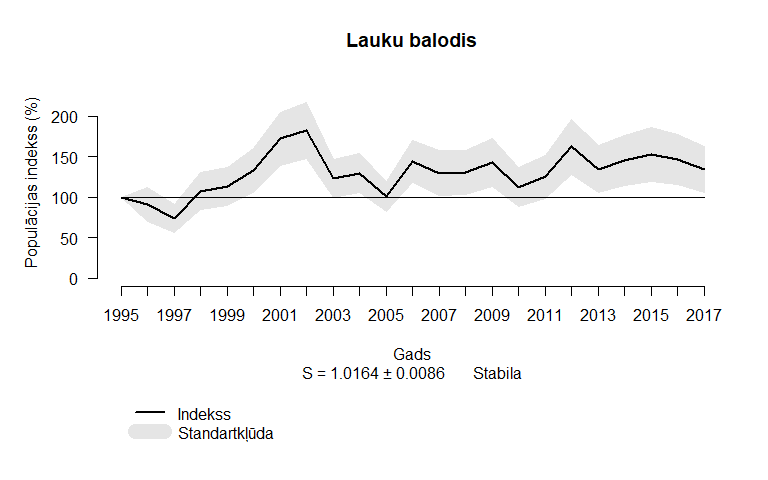 Lauku balodis
Populācijas indekss (%)
200
150
100
50
0
1995 1997 1999 2001 2003 2005 2007 2009 2011 2013 2015 2017
Gads
S = 1.0164 ± 0.0086 Stabila
Indekss
Standartkļūda